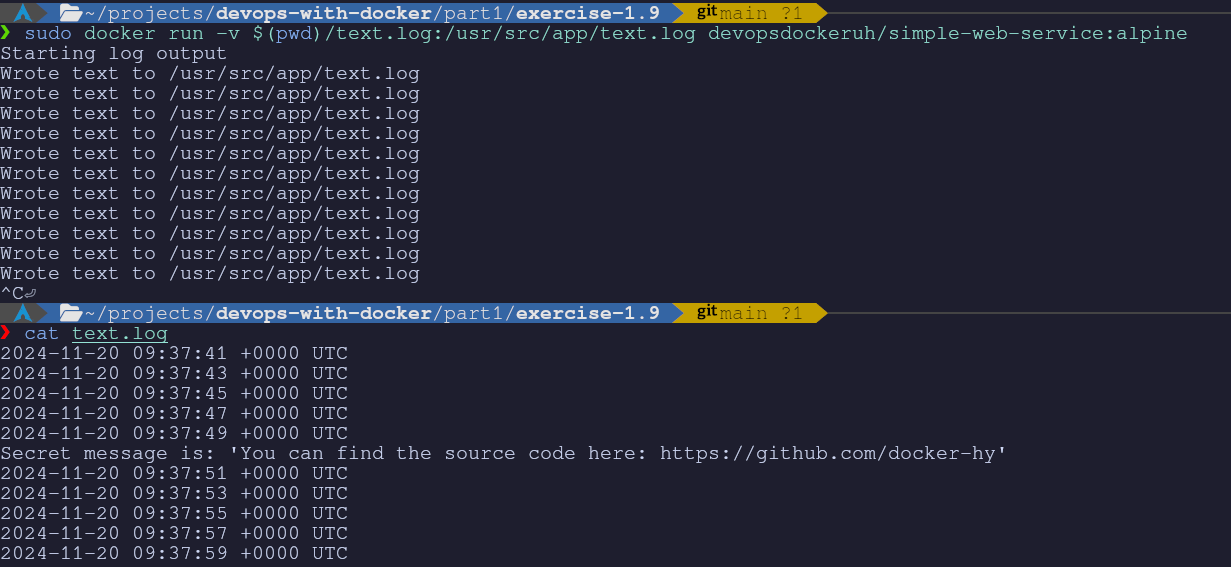 ~/projects/devops-with-docker/part1/exercise-1.9 git main ?1
❯ sudo docker run -v $(pwd)/text.log:/usr/src/app/text.log devopsdockeruh/simple-web-service:alpine
Starting log output
Wrote text to /usr/src/app/text.log
Wrote text to /usr/src/app/text.log
Wrote text to /usr/src/app/text.log
Wrote text to /usr/src/app/text.log
Wrote text to /usr/src/app/text.log
Wrote text to /usr/src/app/text.log
Wrote text to /usr/src/app/text.log
Wrote text to /usr/src/app/text.log
Wrote text to /usr/src/app/text.log
Wrote text to /usr/src/app/text.log
Wrote text to /usr/src/app/text.log
^C⏎
~/projects/devops-with-docker/part1/exercise-1.9 git main ?1
❯ cat text.log
2024-11-20 09:37:41 +0000 UTC
2024-11-20 09:37:43 +0000 UTC
2024-11-20 09:37:45 +0000 UTC
2024-11-20 09:37:47 +0000 UTC
2024-11-20 09:37:49 +0000 UTC
Secret message is: 'You can find the source code here: https://github.com/docker-hy'
2024-11-20 09:37:51 +0000 UTC
2024-11-20 09:37:53 +0000 UTC
2024-11-20 09:37:55 +0000 UTC
2024-11-20 09:37:57 +0000 UTC
2024-11-20 09:37:59 +0000 UTC